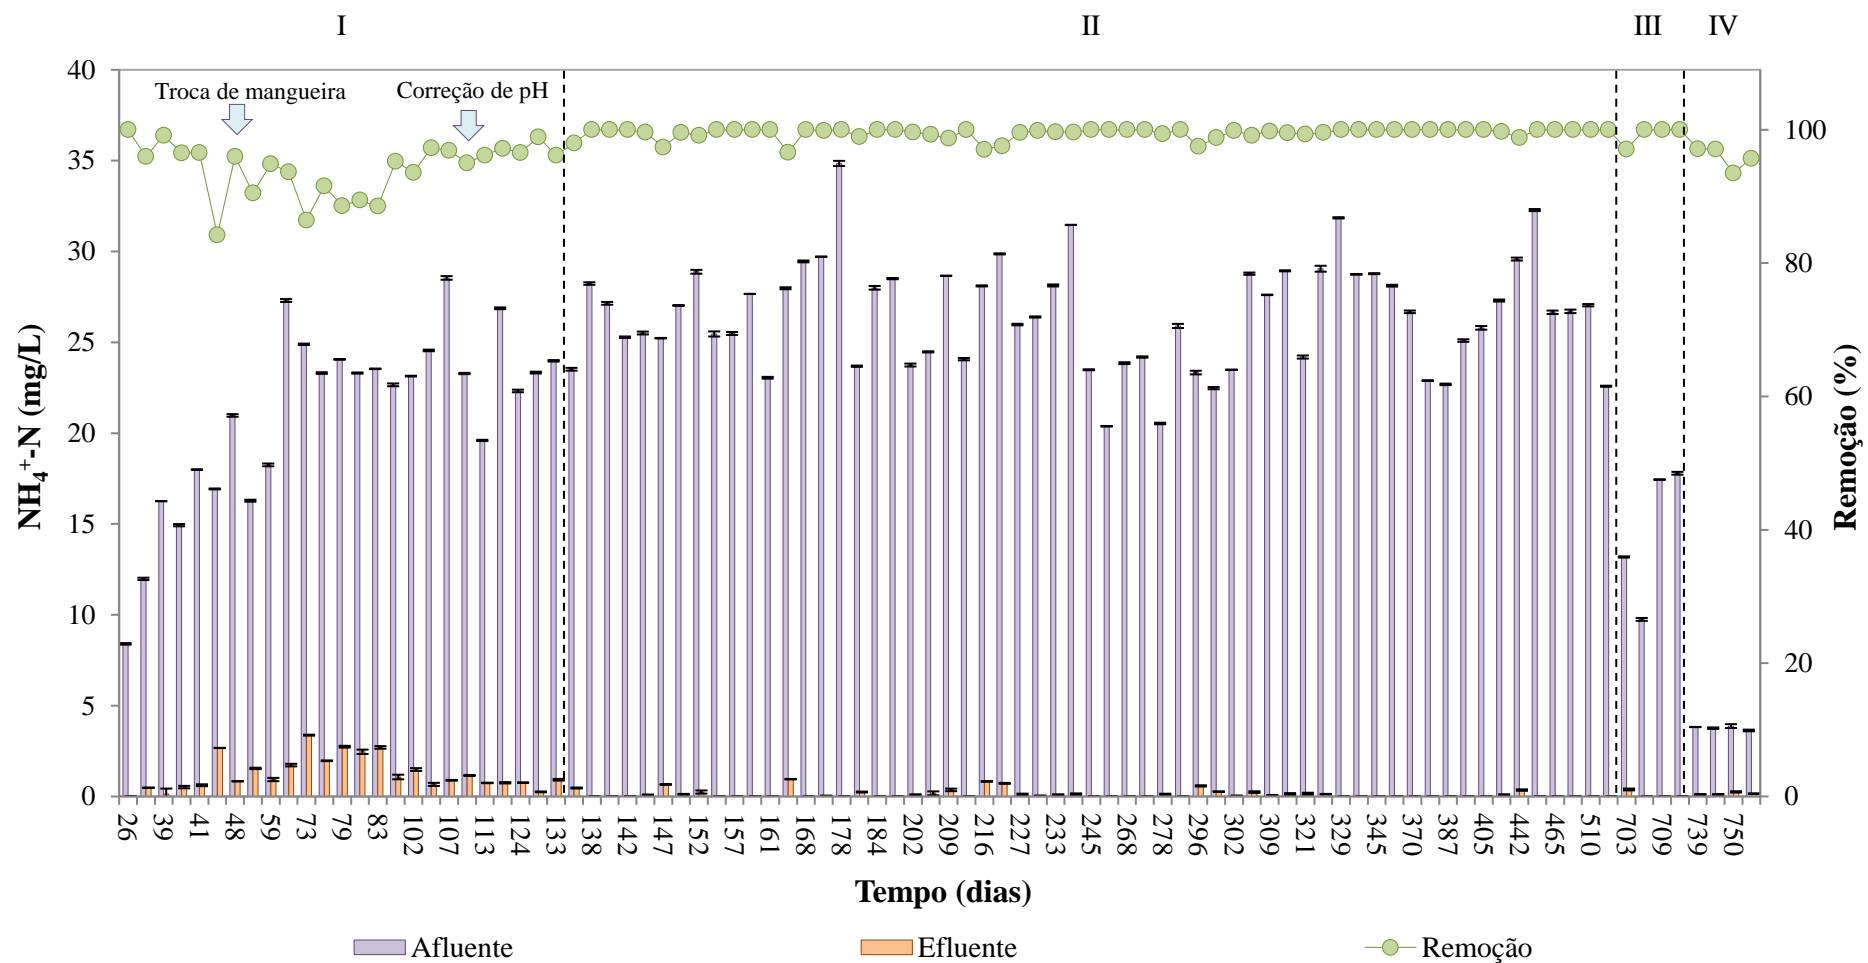 I II III IV
Troca de mangueira
Correção de pH
NH₄⁺-N (mg/L)
40
35
30
25
20
15
10
5
0
Remoção (%)
100
80
60
40
20
0
26 39 41 48 59 73 79 83 102 107 113 124 133 138 142 147 152 157 161 168 178 184 202 209 216 227 233 245 268 278 296 302 309 321 329 345 370 387 405 442 465 510 703 709 739 750
Tempo (dias)
Afluente Efluente Remoção